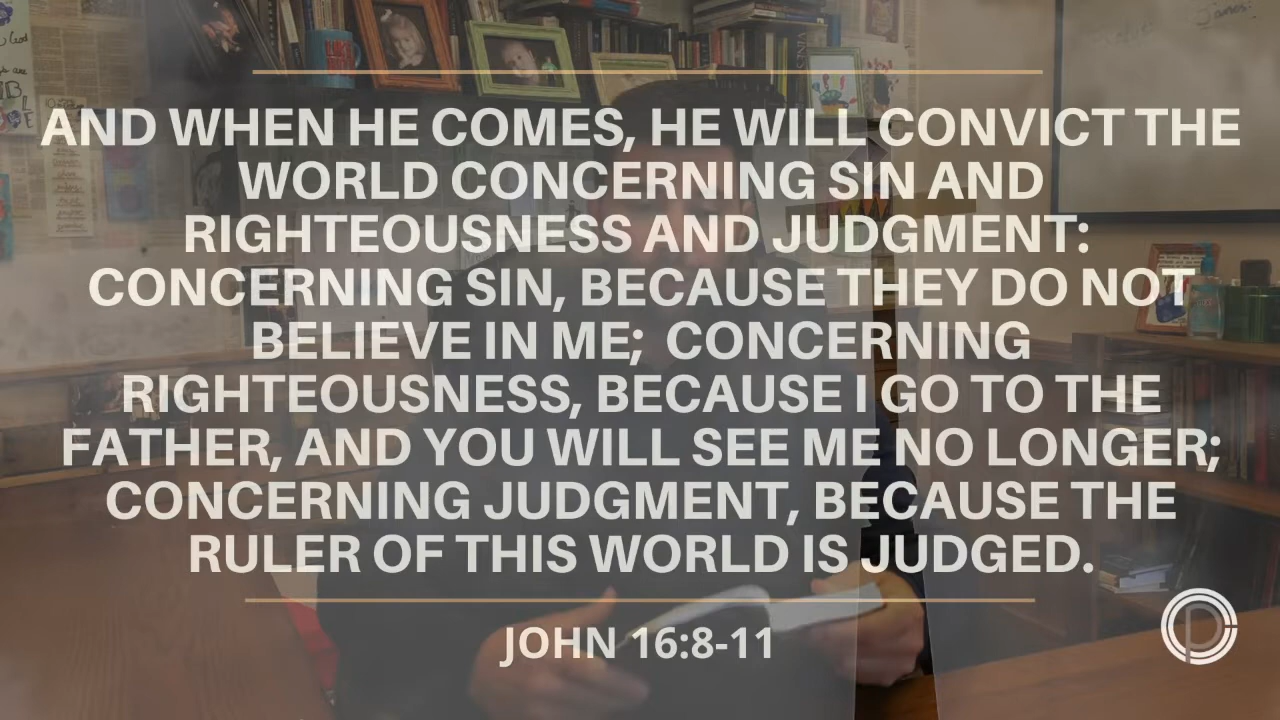 AND WHEN HE COMES, HE WILL CONVICT THE
WORLD CONCERNING SIN AND
RIGHTEOUSNESS AND JUDGMENT:
CONCERNING SIN, BECAUSE THEY DO NOT
BELIEVE IN ME;  CONCERNING
RIGHTEOUSNESS, BECAUSE I GO TO THE
FATHER, AND YOU WILL SEE ME NO LONGER;
CONCERNING JUDGMENT, BECAUSE THE
RULER OF THIS WORLD IS JUDGED.
JOHN 16:8-11